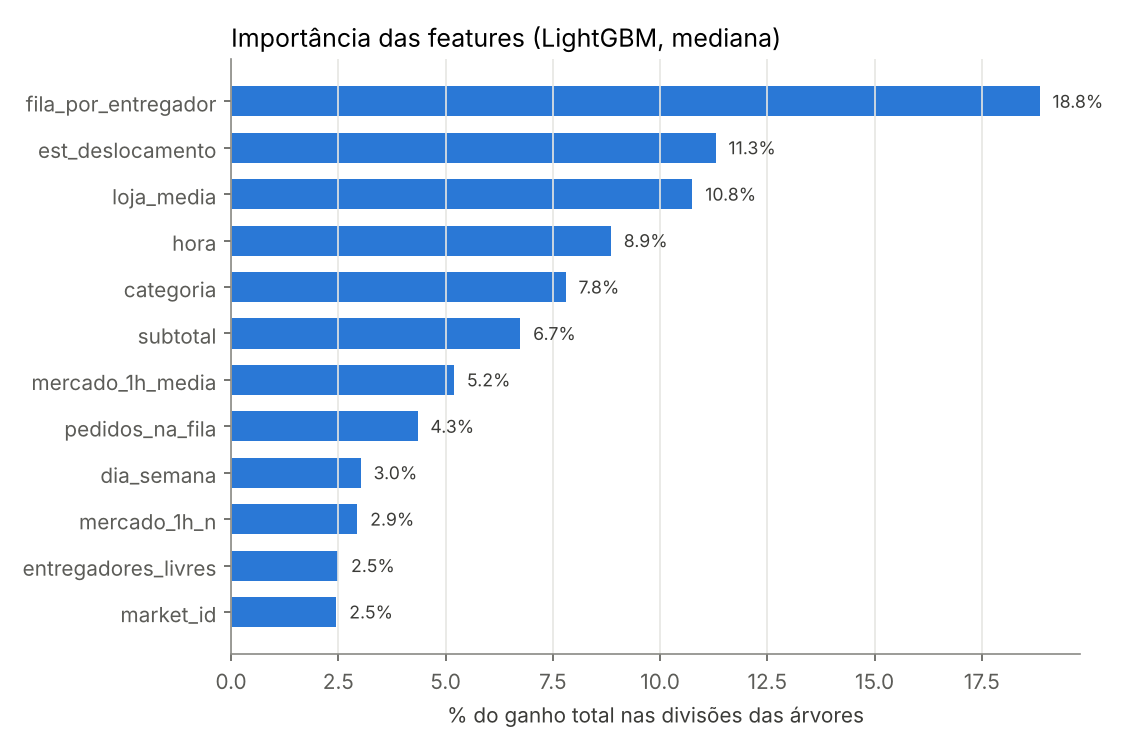 Importância das features (LightGBM, mediana)
fila_por_entregador 18.8%
est_deslocamento 11.3%
loja_media 10.8%
hora 8.9%
categoria 7.8%
subtotal 6.7%
mercado_1h_media 5.2%
pedidos_na_fila 4.3%
dia_semana 3.0%
mercado_1h_n 2.9%
entregadores_livres 2.5%
market_id 2.5%
0.0 2.5 5.0 7.5 10.0 12.5 15.0 17.5
% do ganho total nas divisões das árvores